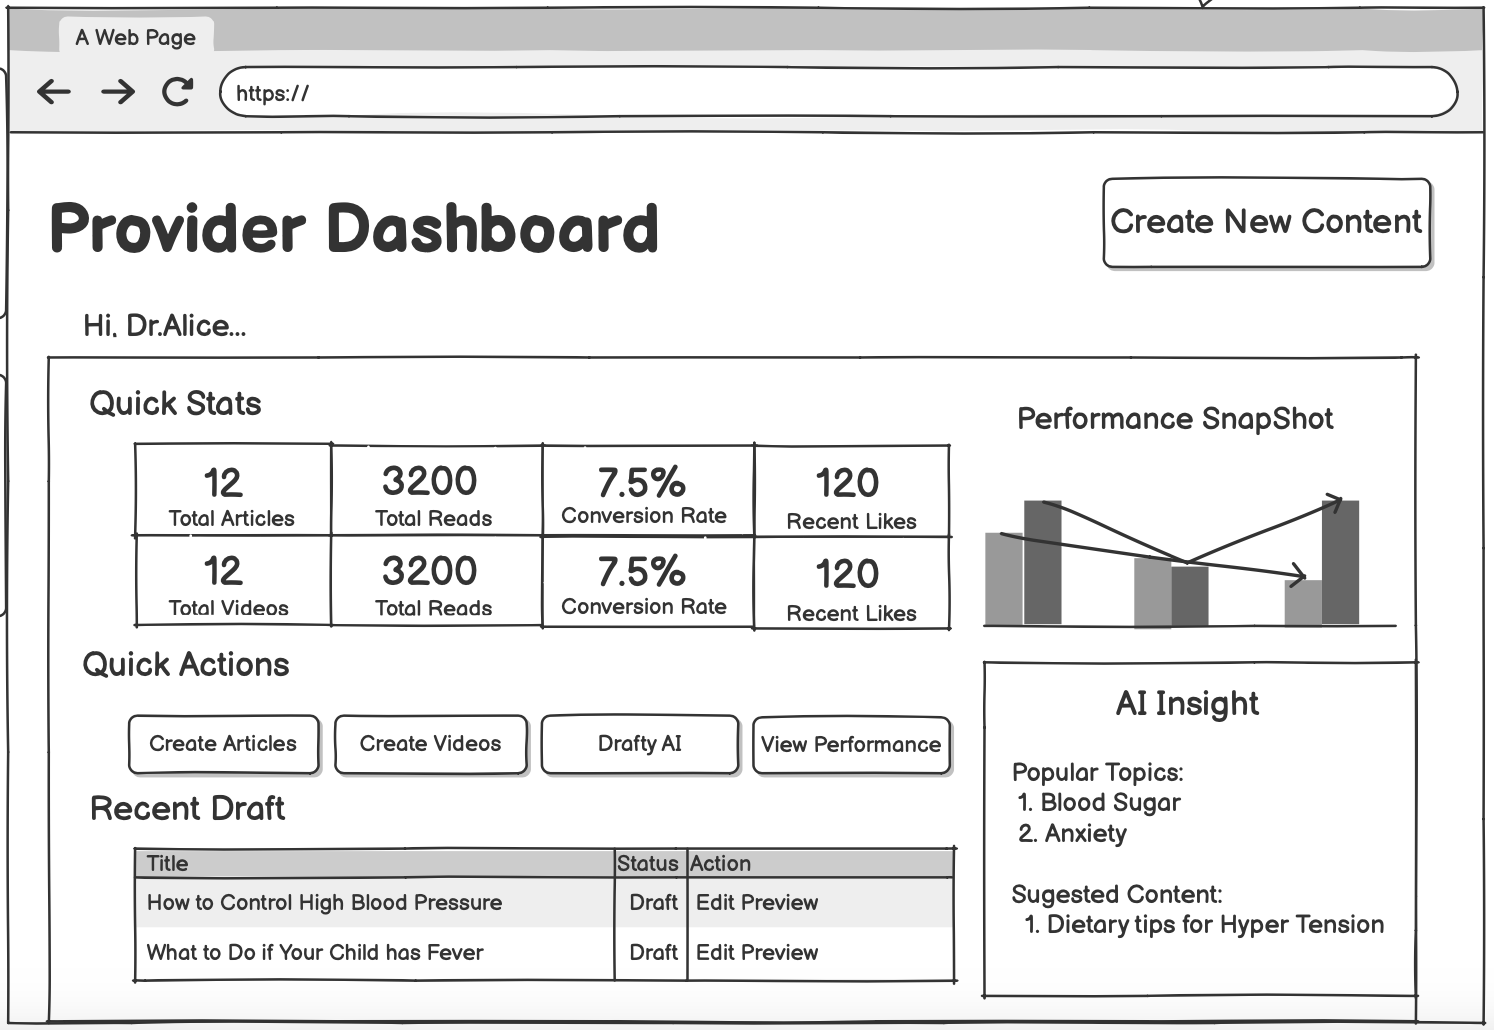 A Web Page
https://
Provider Dashboard
Create New Content
Hi, Dr.Alice...
Quick Stats
Performance SnapShot
12 3200 7.5% 120
Total Articles Total Reads Conversion Rate Recent Likes
12 3200 7.5% 120
Total Videos Total Reads Conversion Rate Recent Likes
Quick Actions
Create Articles Create Videos Drafty AI View Performance
AI Insight
Popular Topics:
1. Blood Sugar
2. Anxiety
Sugested Content:
1. Dietary tips for Hyper Tension
Recent Draft
Title Status Action
How to Control High Blood Pressure Draft Edit Preview
What to Do if Your Child has Fever Draft Edit Preview